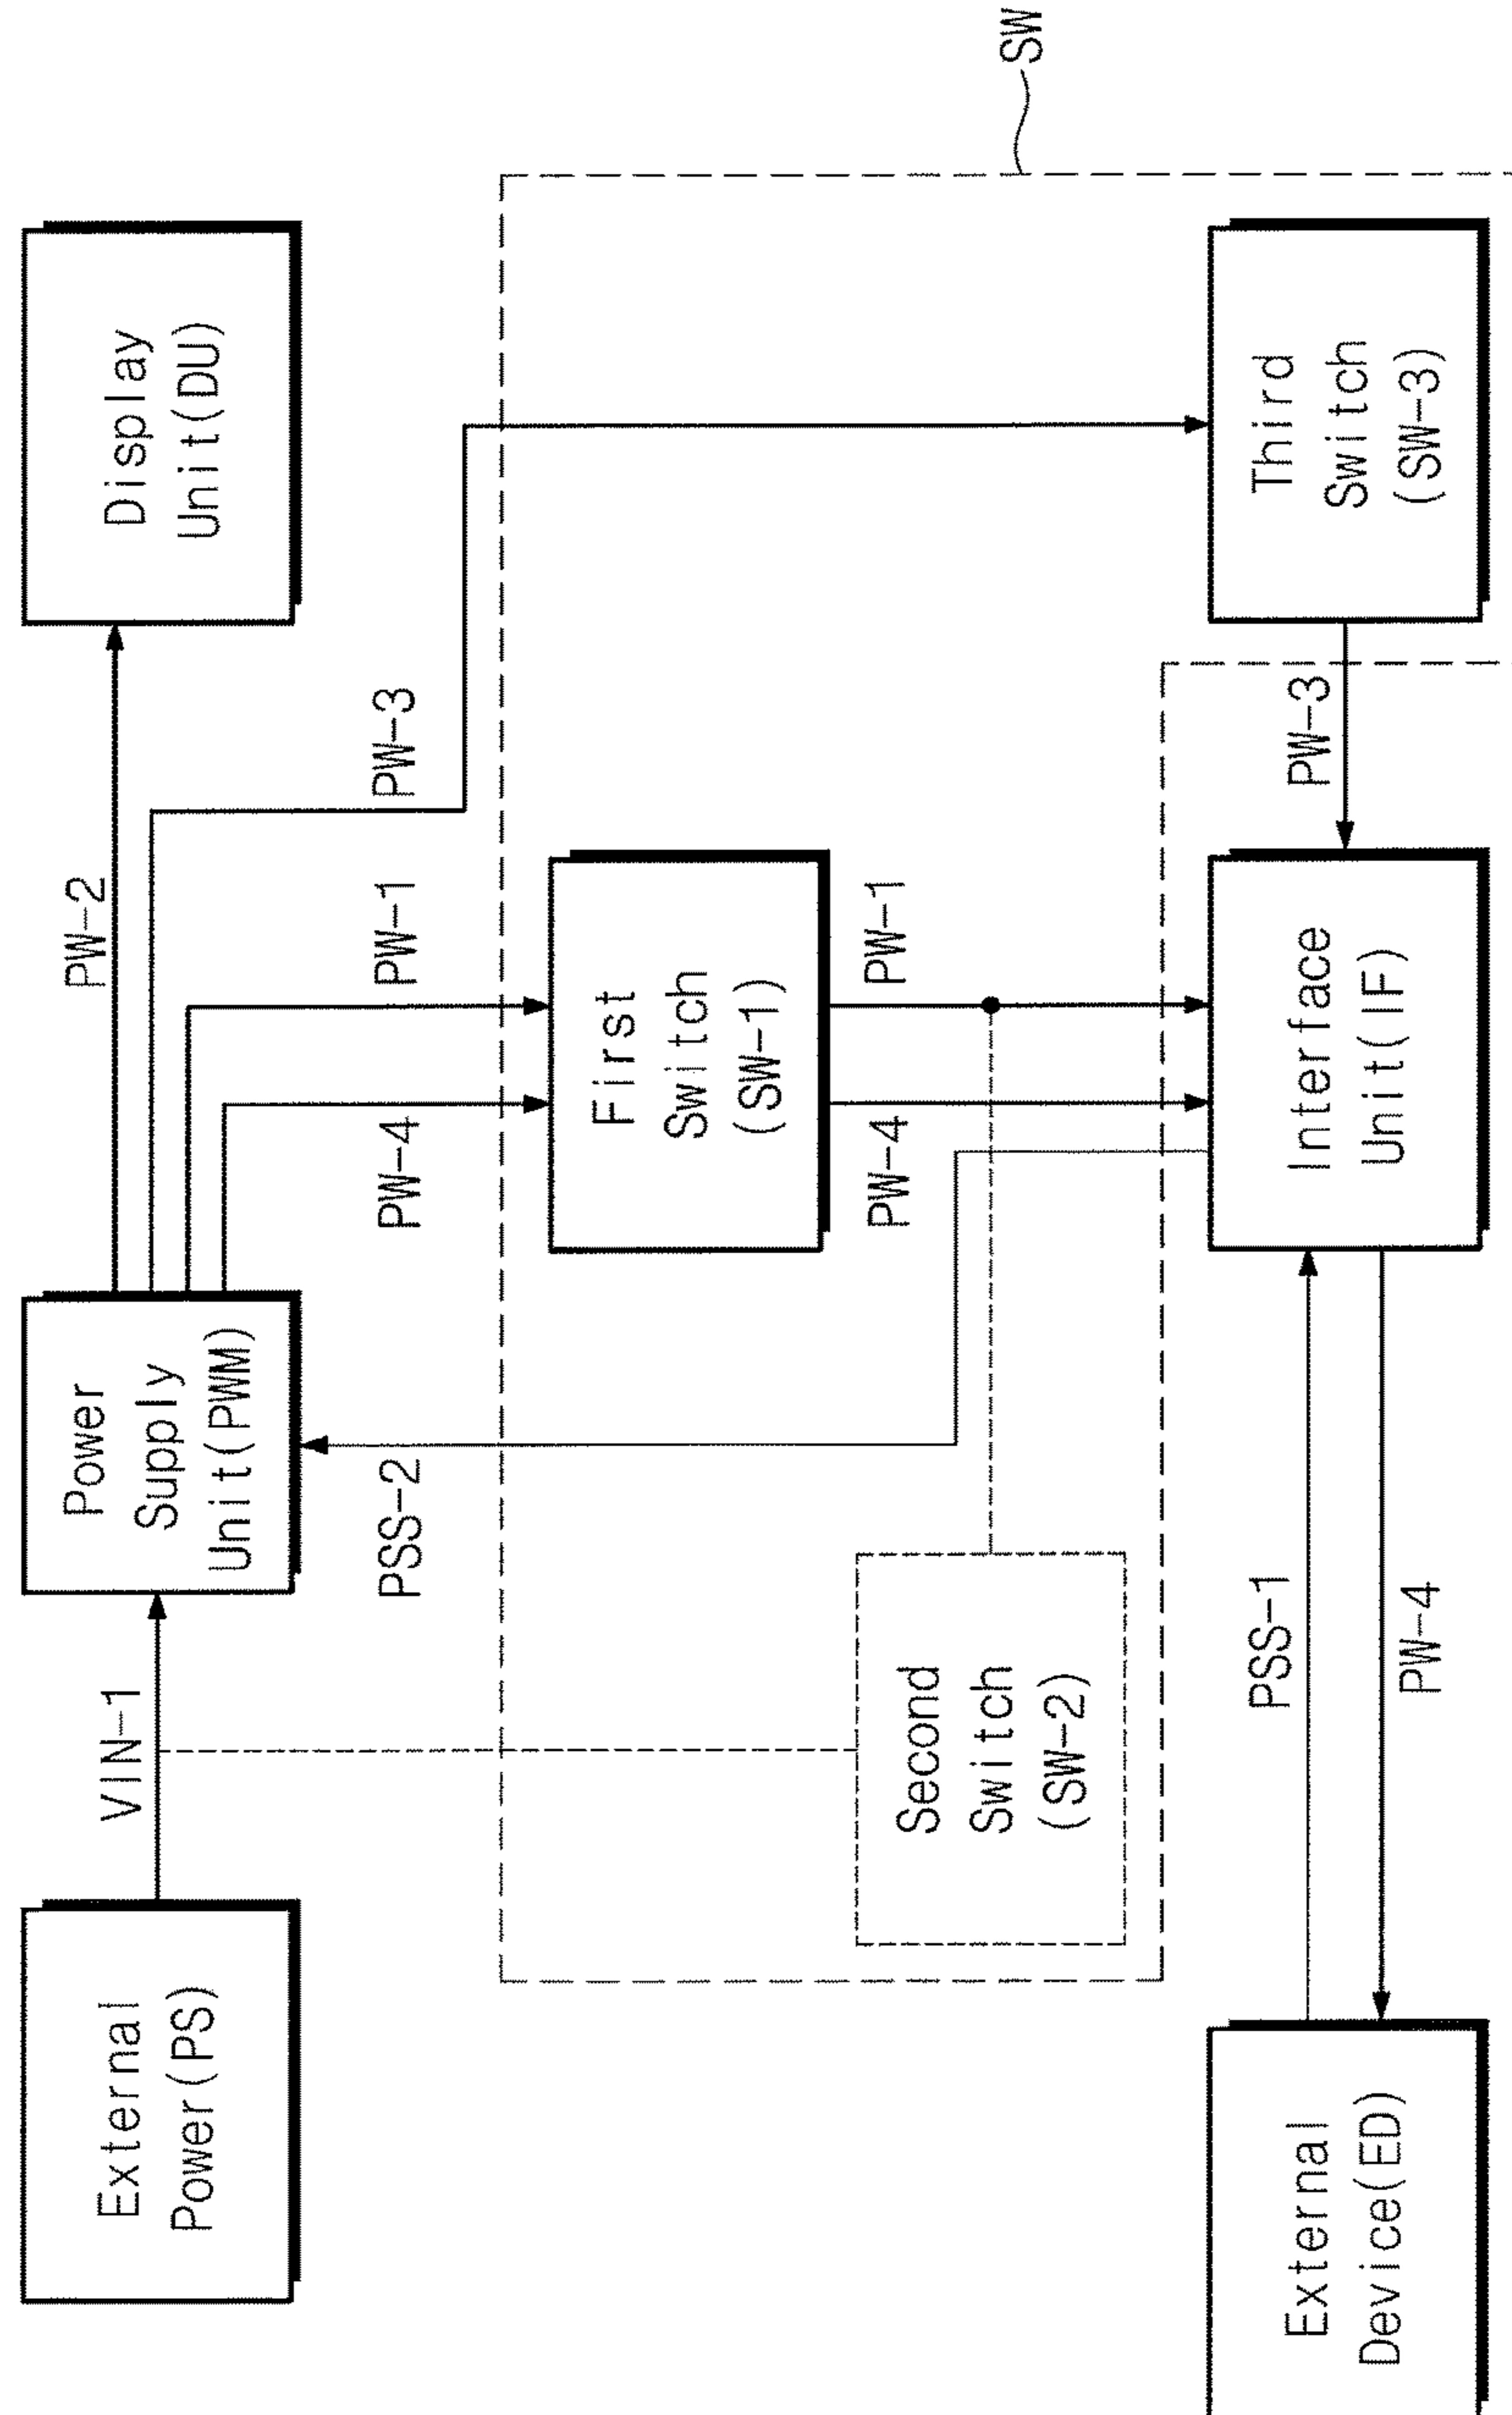 External
Power(PS)
VIN-1
Power
Supply
Unit(PWM)
PW-2
Display
Unit(DU)
PSS-2
PW-4
PW-1
PW-3
SW
First
Switch
(SW-1)
PW-4
PW-1
Second
Switch
(SW-2)
External
Device(ED)
PSS-1
PW-4
Interface
Unit(IF)
PW-3
Third
Switch
(SW-3)